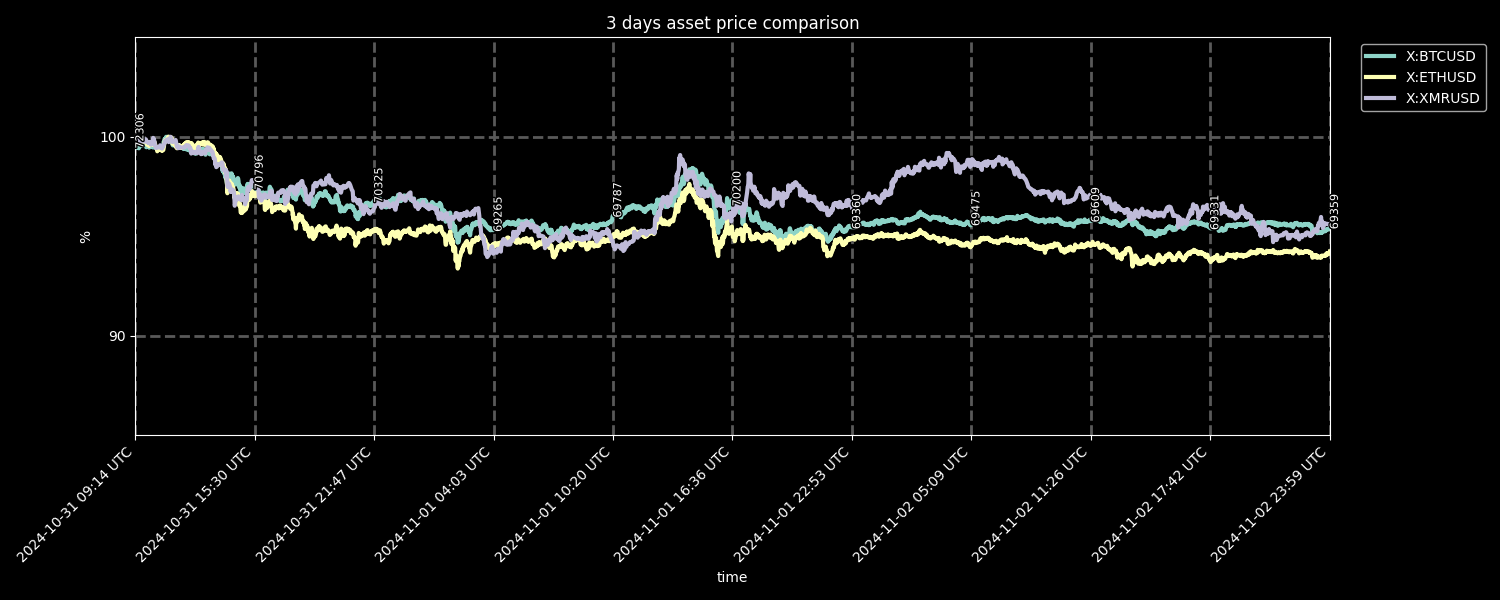 3 days asset price comparison
X:BTCUSD
X:ETHUSD
X:XMRUSD
100
90
%
72306
70796
70325
69265
69787
70200
69360
69475
69609
69331
69359
2024-10-31 09:14 UTC
2024-10-31 15:30 UTC
2024-10-31 21:47 UTC
2024-11-01 04:03 UTC
2024-11-01 10:20 UTC
2024-11-01 16:36 UTC
2024-11-01 22:53 UTC
2024-11-02 05:09 UTC
2024-11-02 11:26 UTC
2024-11-02 17:42 UTC
2024-11-02 23:59 UTC
time